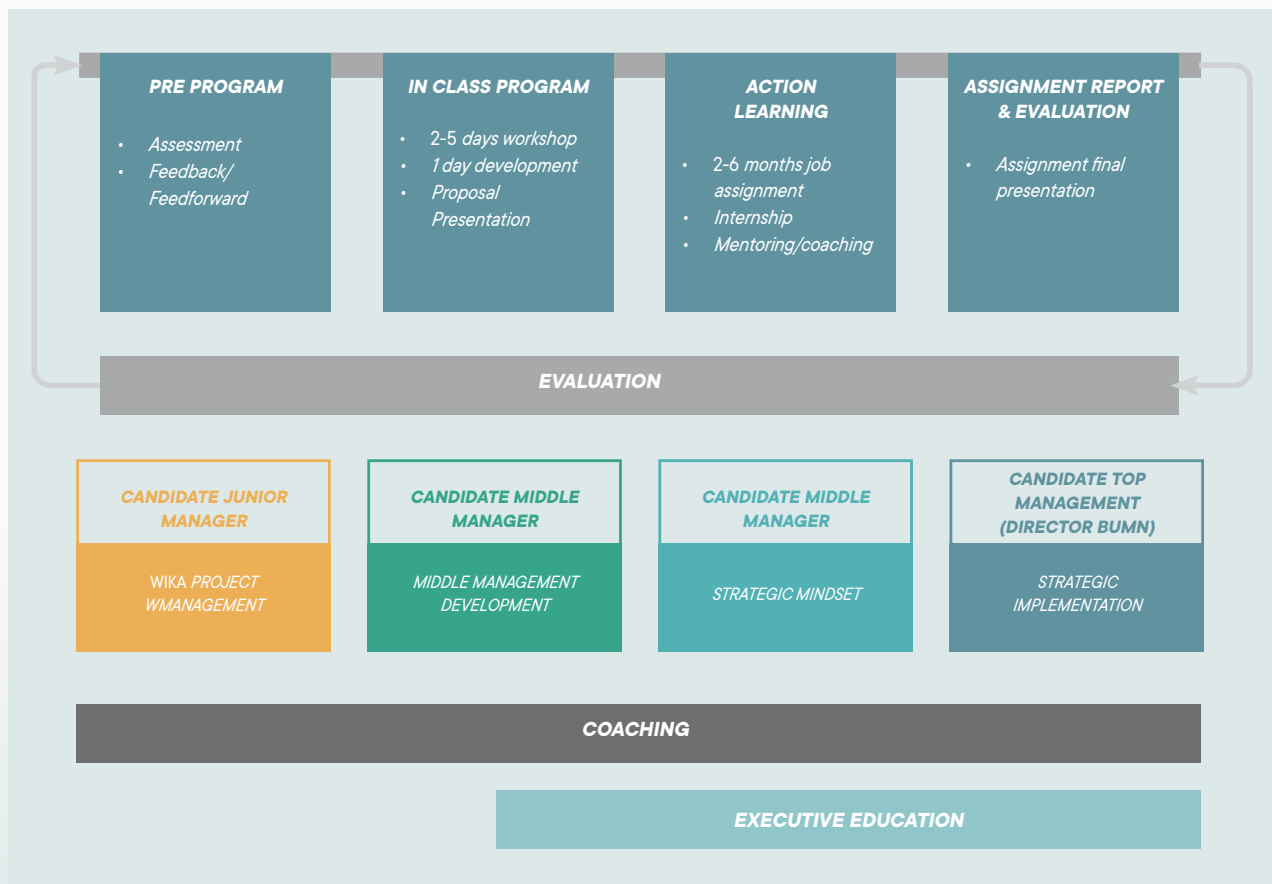 PRE PROGRAM
• Assessment
• Feedback/
Feedforward
IN CLASS PROGRAM
• 2-5 days workshop
• 1 day development
• Proposal
Presentation
ACTION
LEARNING
• 2-6 months job
assignment
• Internship
• Mentoring/coaching
ASSIGNMENT REPORT
& EVALUATION
• Assignment final
presentation
EVALUATION
CANDIDATE JUNIOR
MANAGER
WIKA PROJECT
WMANAGEMENT
CANDIDATE MIDDLE
MANAGER
MIDDLE MANAGEMENT
DEVELOPMENT
CANDIDATE MIDDLE
MANAGER
STRATEGIC MINDSET
CANDIDATE TOP
MANAGEMENT
(DIRECTOR BUMN)
STRATEGIC
IMPLEMENTATION
COACHING
EXECUTIVE EDUCATION